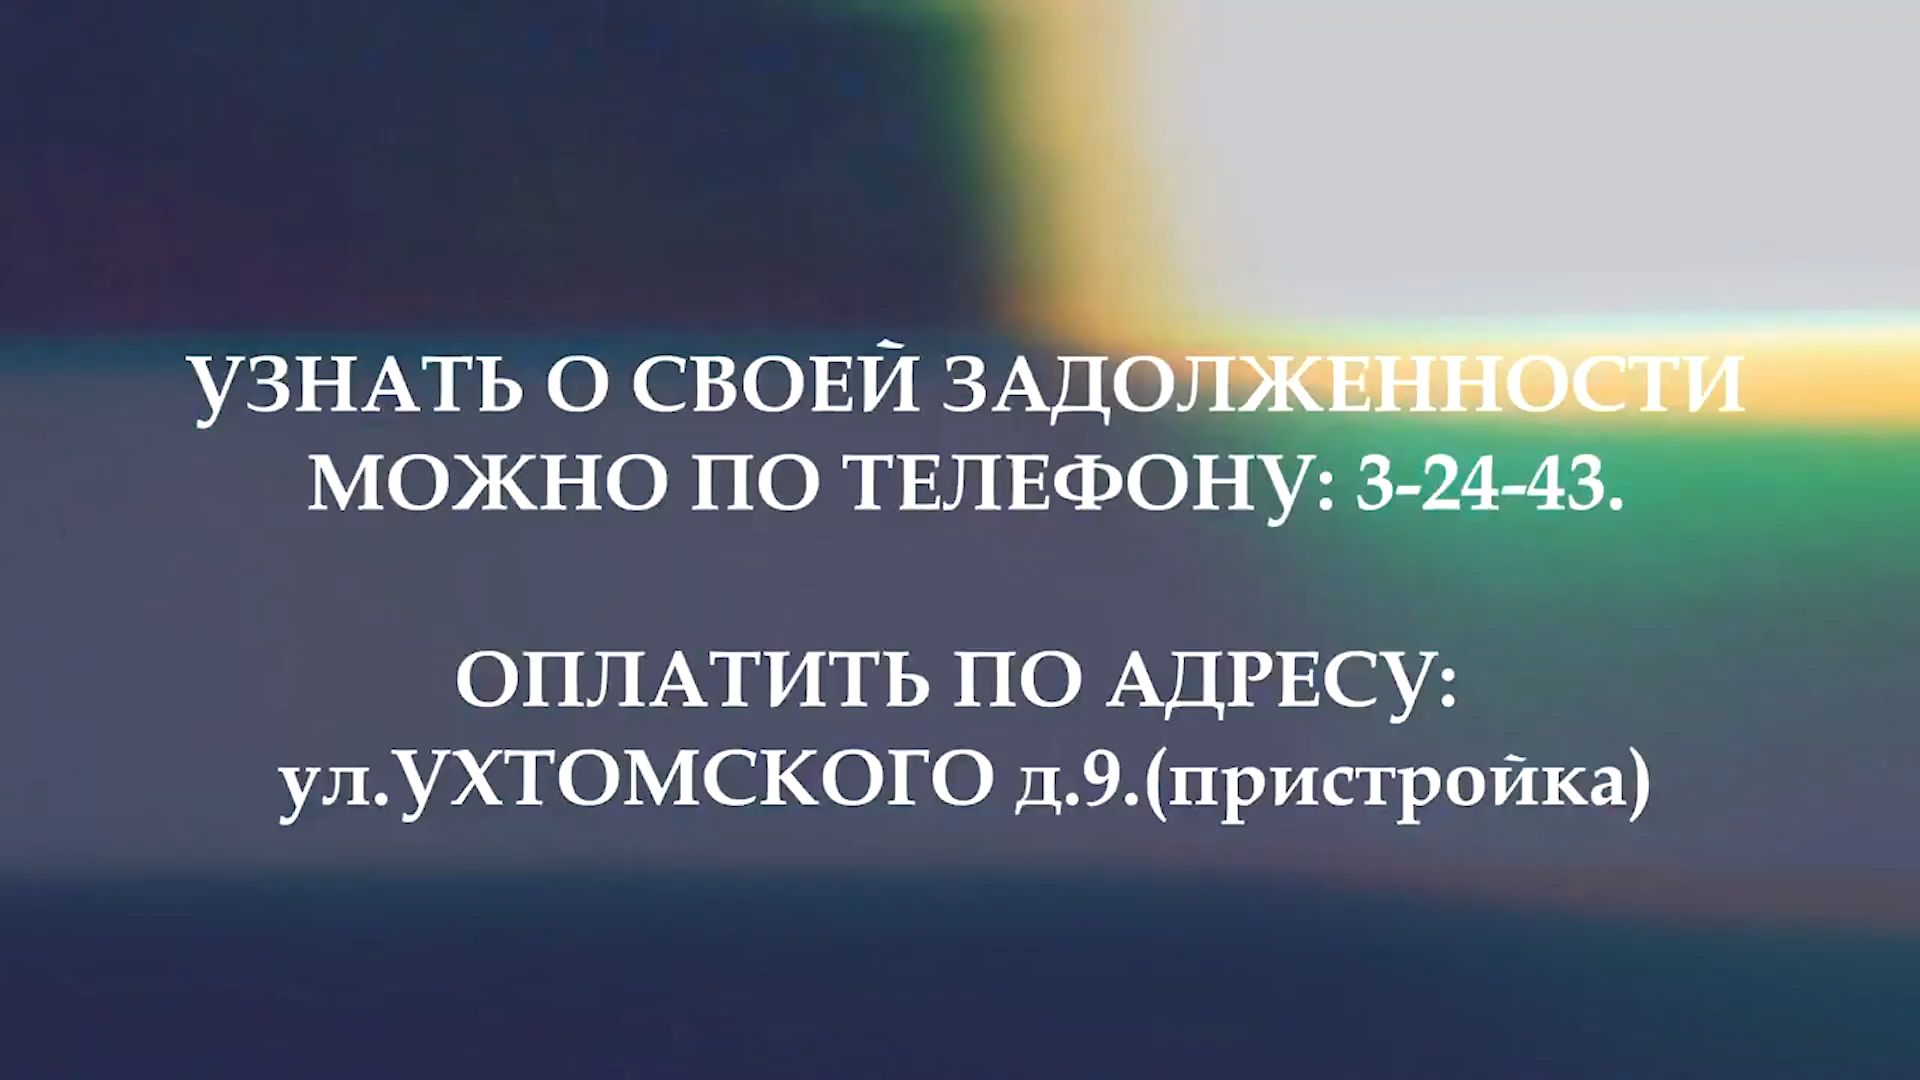 УЗНАТЬ О СВОЕЙ ЗАДОЛЖЕННОСТИ
МОЖНО ПО ТЕЛЕФОНУ: 3-24-43.
ОПЛАТИТЬ ПО АДРЕСУ:
ул.УХТОМСКОГО д.9.(пристройка)